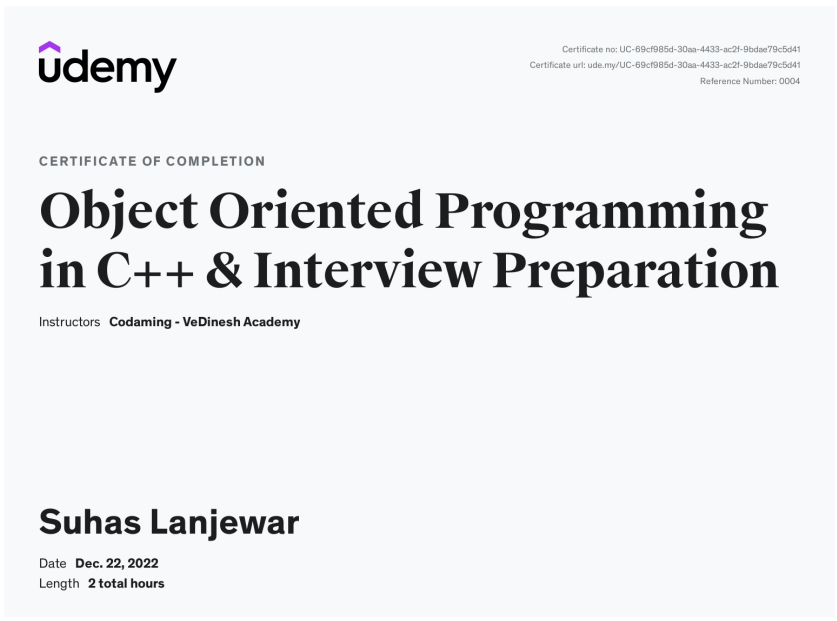 udemy
Certificate no: UC-69cf985d-30aa-4433-ac2f-9bdae79c5d41
Certificate url: ude.my/UC-69cf985d-30aa-4433-ac2f-9bdae79c5d41
Reference Number: 0004
CERTIFICATE OF COMPLETION
Object Oriented Programming
in C++ & Interview Preparation
Instructors Codaming - VeDinesh Academy
Suhas Lanjewar
Date Dec. 22, 2022
Length 2 total hours